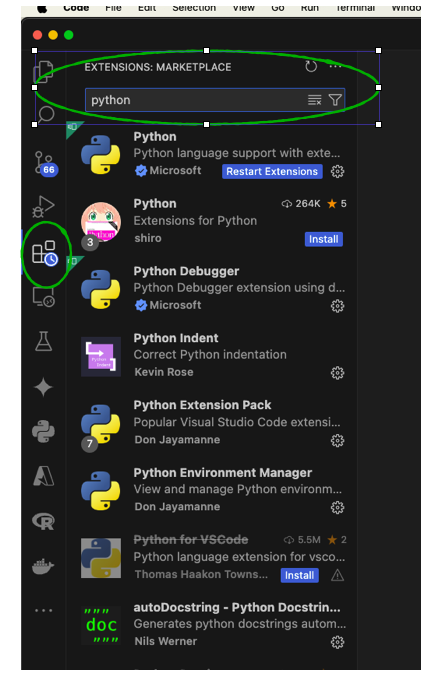 Code File Edit Selection View Go Run Terminal Windo
EXTENSIONS: MARKETPLACE
python
Python
Python language support with exte...
Microsoft Restart Extensions
66
Python 264K 5
Extensions for Python
3 shiro Install
Python Debugger
Python Debugger extension using d...
Microsoft
Python Indent
Correct Python indentation
Kevin Rose
Python Extension Pack
Popular Visual Studio Code extensi...
7 Don Jayamanne
Python Environment Manager
View and manage Python environm...
Don Jayamanne
Python for VSCode 5.5M 2
Python language extension for vsco...
Thomas Haakon Towns... Install
autoDocstring - Python Docstrin...
""" Generates python docstrings autom...
doc
""" Nils Werner